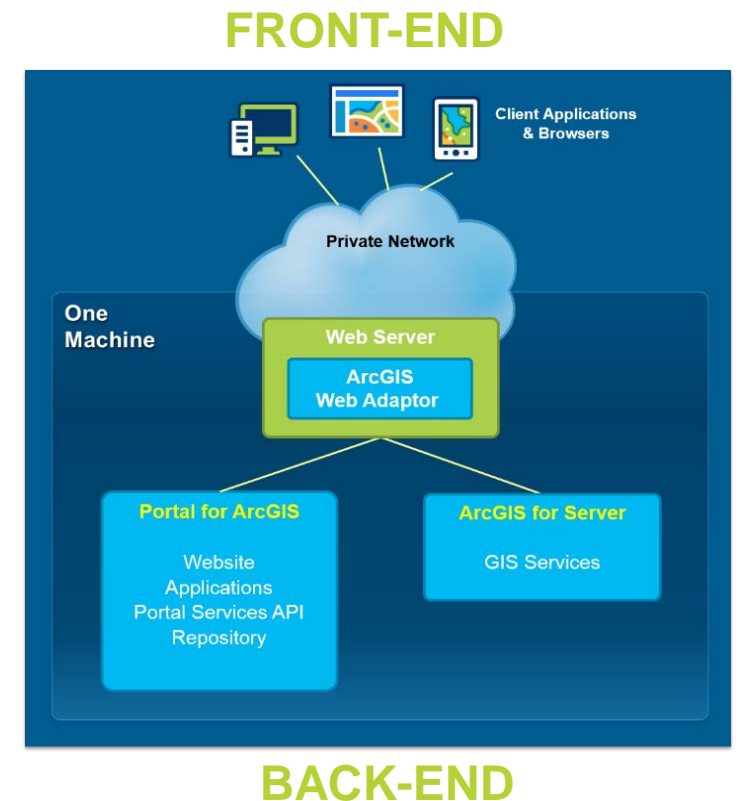 FRONT-END
Client Applications
& Browsers
Private Network
One
Machine
Web Server
ArcGIS
Web Adaptor
Portal for ArcGIS
Website
Applications
Portal Services API
Repository
ArcGIS for Server
GIS Services
BACK-END